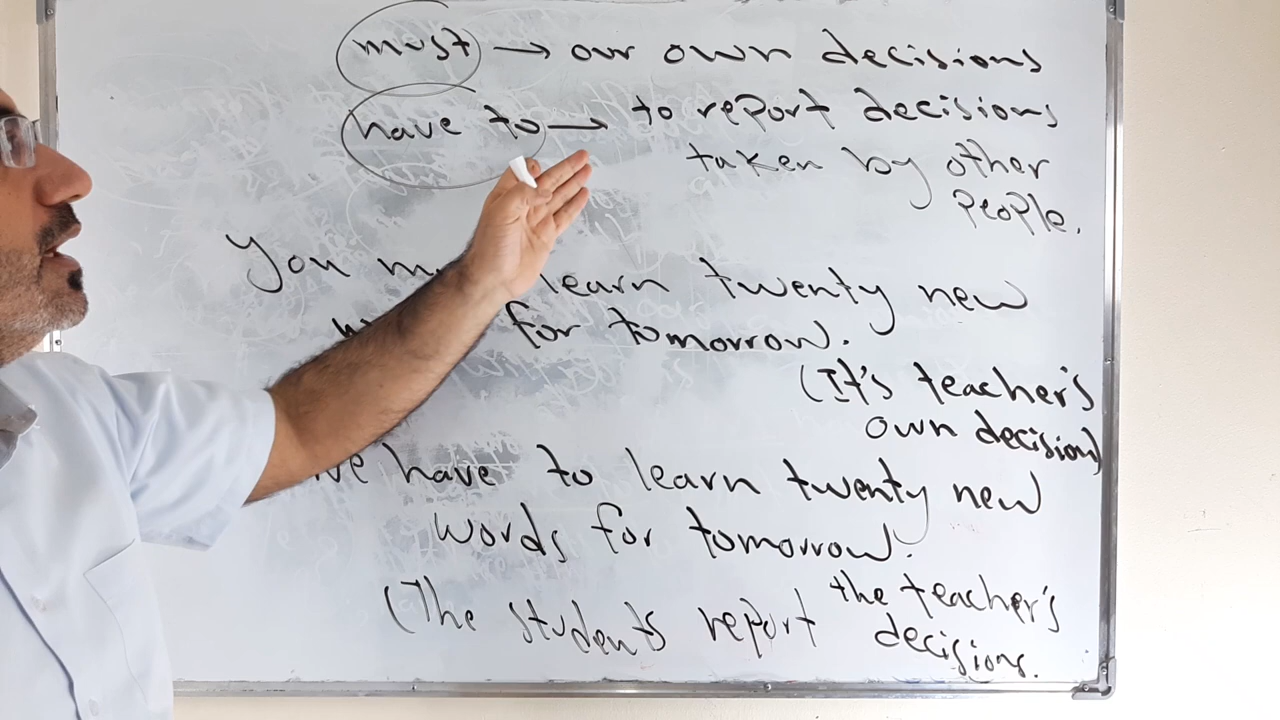 must → our own decisions
have to → to report decisions
taken by other
people.
You learn twenty new
for tomorrow.
(It's teacher's
own decision)
have to learn twenty new
words for tomorrow.
(The students report the teacher's
decisions.